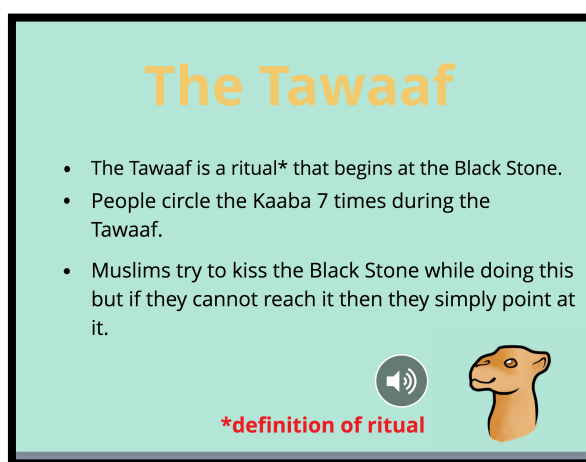 The Tawaaf
• The Tawaaf is a ritual* that begins at the Black Stone.
• People circle the Kaaba 7 times during the
Tawaaf.
• Muslims try to kiss the Black Stone while doing this
but if they cannot reach it then they simply point at
it.
*definition of ritual